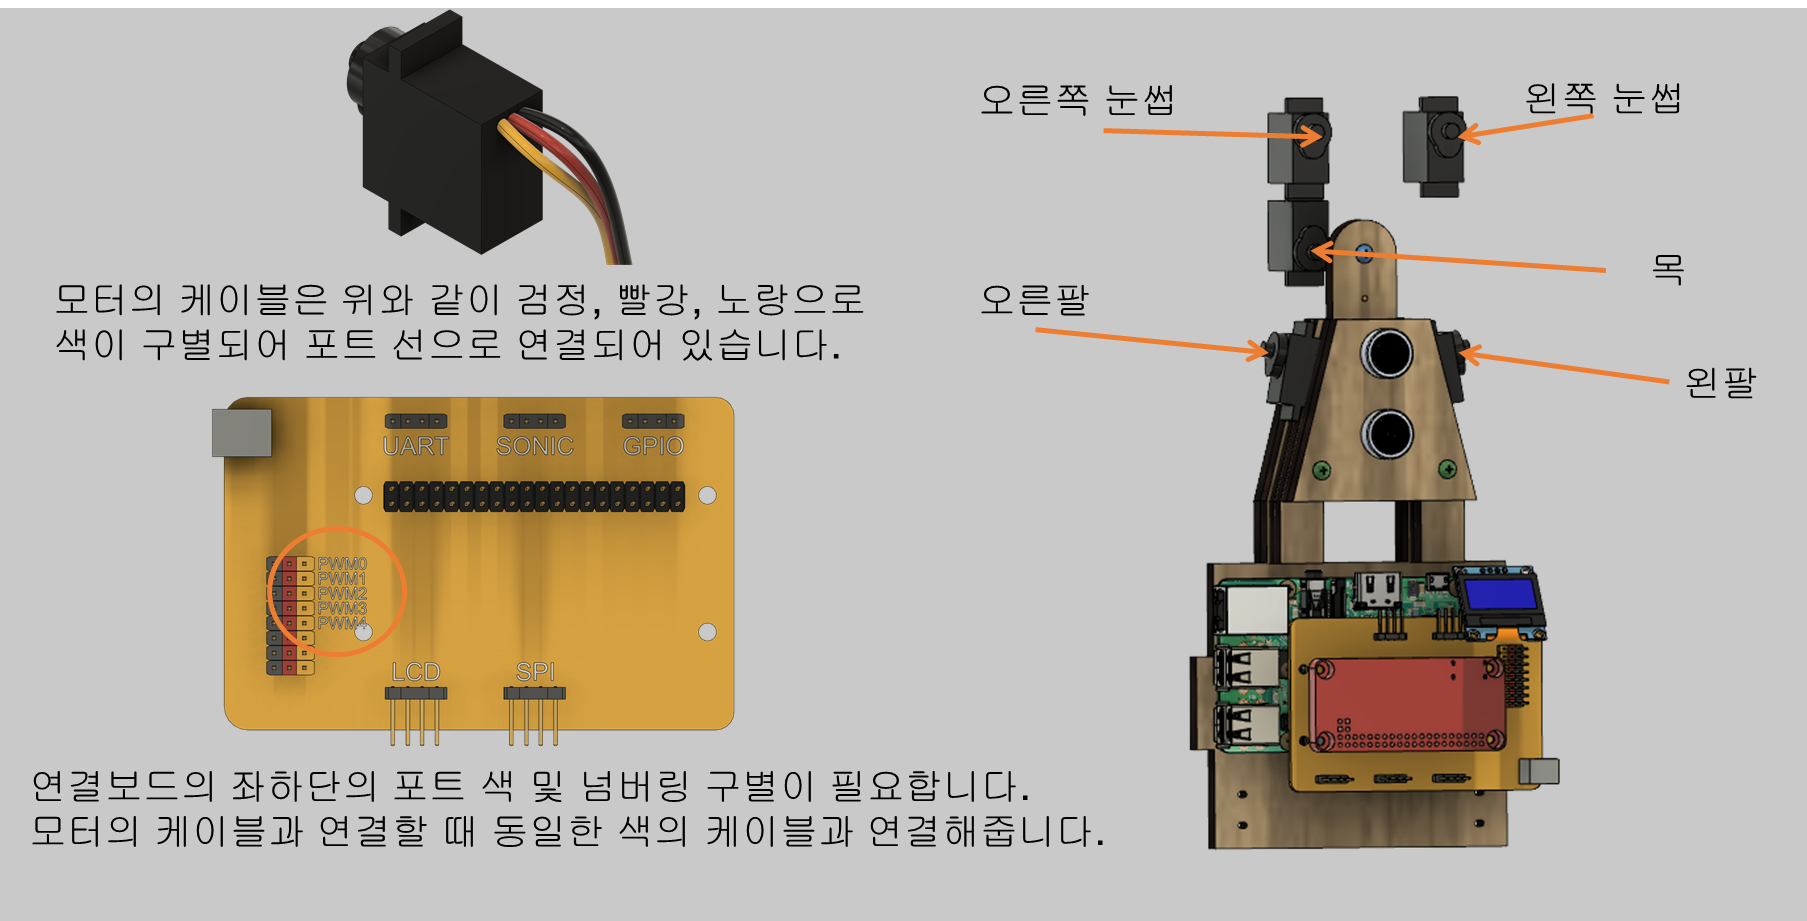 모터의 케이블은 위와 같이 검정, 빨강, 노랑으로
색이 구별되어 포트 선으로 연결되어 있습니다.
UART SONIC GPIO
PWM0
PWM1
PWM2
PWM3
PWM4
LCD SPI
연결보드의 좌하단의 포트 색 및 넘버링 구별이 필요합니다.
모터의 케이블과 연결할 때 동일한 색의 케이블과 연결해줍니다.
오른쪽 눈썹
왼쪽 눈썹
목
오른팔
왼팔